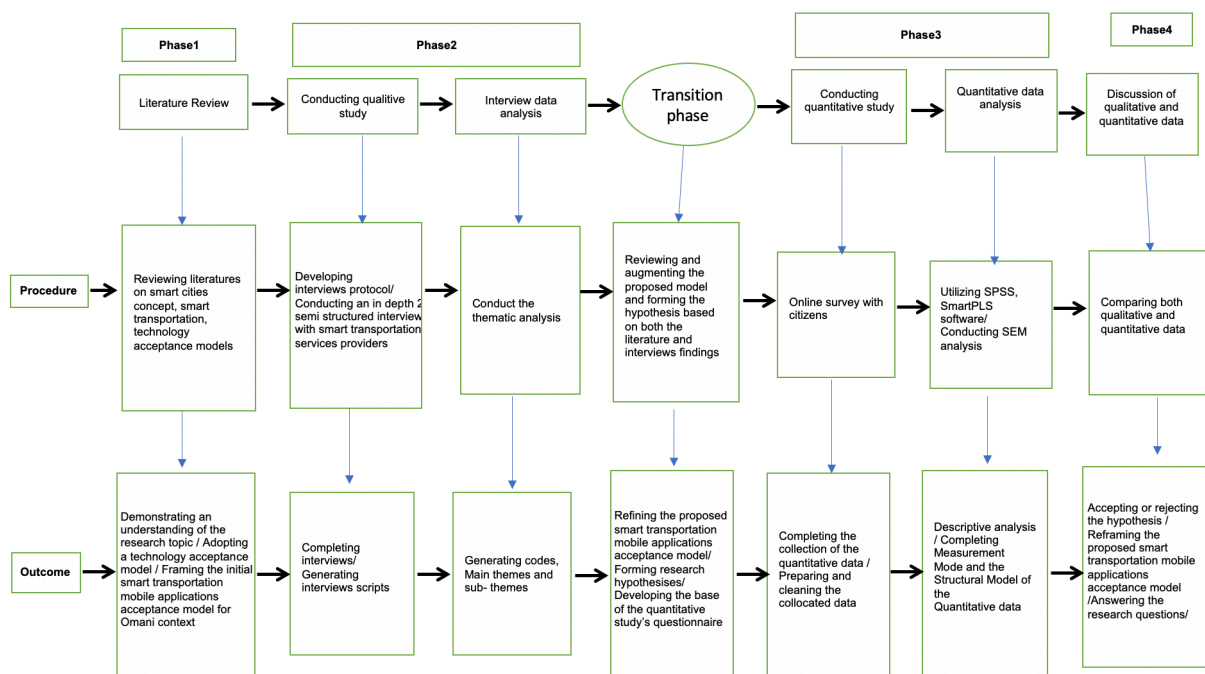 Phase1
Phase2
Phase3
Phase4
Literature Review
Conducting qualitive
study
Interview data
analysis
Transition
phase
Conducting
quantitative study
Quantitative data
analysis
Discussion of
qualitative and
quantitative data
Procedure
Reviewing literatures
on smart cities
concept, smart
transportation,
technology
acceptance models
Developing
interviews protocol/
Conducting an in depth 2
semi structured interview
with smart transportation
services providers
Conduct the
thematic analysis
Reviewing and
augmenting the
proposed model and
forming the
hypothesis based on
both the
literature and
interviews findings
Online survey with
citizens
Utilizing SPSS,
SmartPLS
software/
Conducting SEM
analysis
Comparing both
qualitative and
quantitative data
Outcome
Demonstrating an
understanding of the
research topic / Adopting
a technology acceptance
model / Framing the initial
smart transportation
mobile applications
acceptance model for
Omani context
Completing
interviews/
Generating
interviews scripts
Generating codes,
Main themes and
sub- themes
Refining the proposed
smart transportation
mobile applications
acceptance model/
Forming research
hypothesises/
Developing the base of
the quantitative
study's questionnaire
Completing the
collection of the
quantitative data /
Preparing and
cleaning the
collocated data
Descriptive analysis
/ Completing
Measurement
Mode and the
Structural Model of
the
Quantitative data
Accepting or rejecting
the hypothesis /
Reframing the
proposed smart
transportation mobile
applications
acceptance model
/Answering the
research questions/